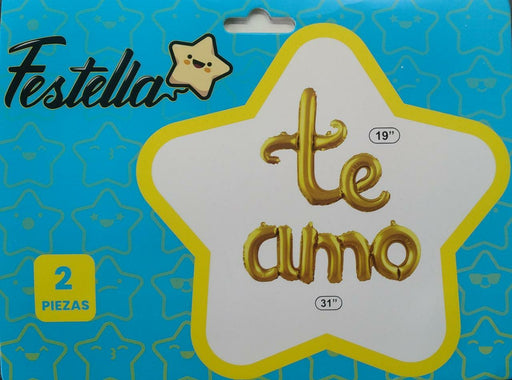 Festella
te
19”
amo
31”
2
PIEZAS